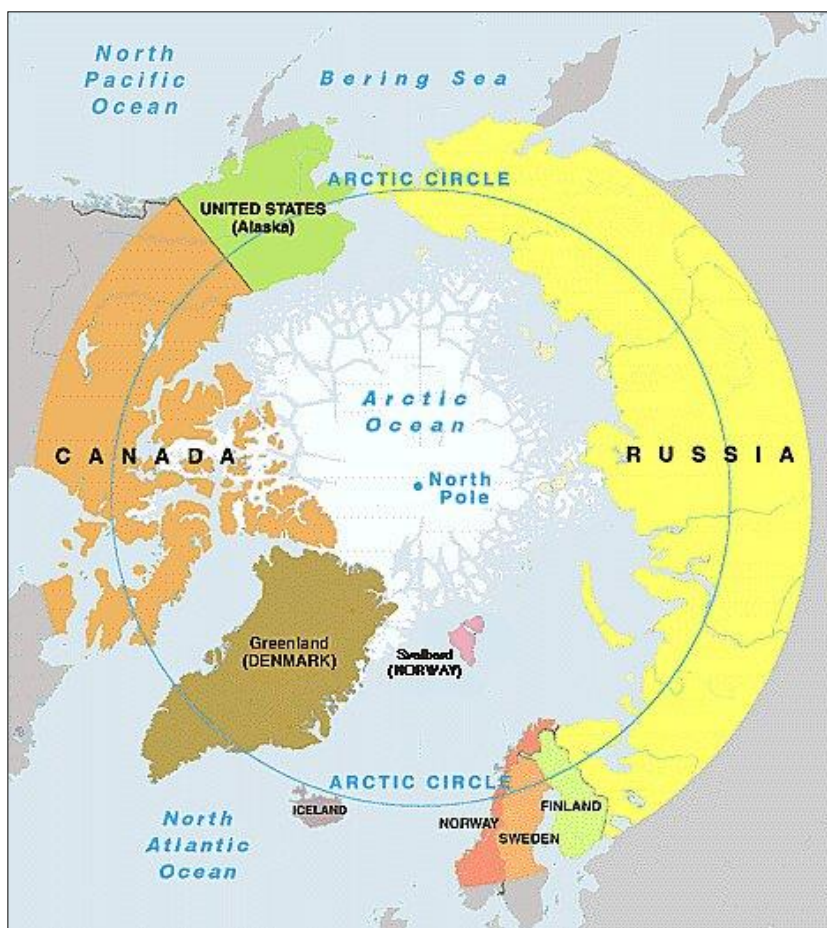 North
Pacific
Ocean
Bering Sea
ARCTIC CIRCLE
UNITED STATES
(Alaska)
Arctic
Ocean
CANADA
RUSSIA
North
Pole
Greenland
(DENMARK)
Svalbard
(NORWAY)
ARCTIC CIRCLE
ICELAND
NORWAY
SWEDEN
FINLAND
North
Atlantic
Ocean